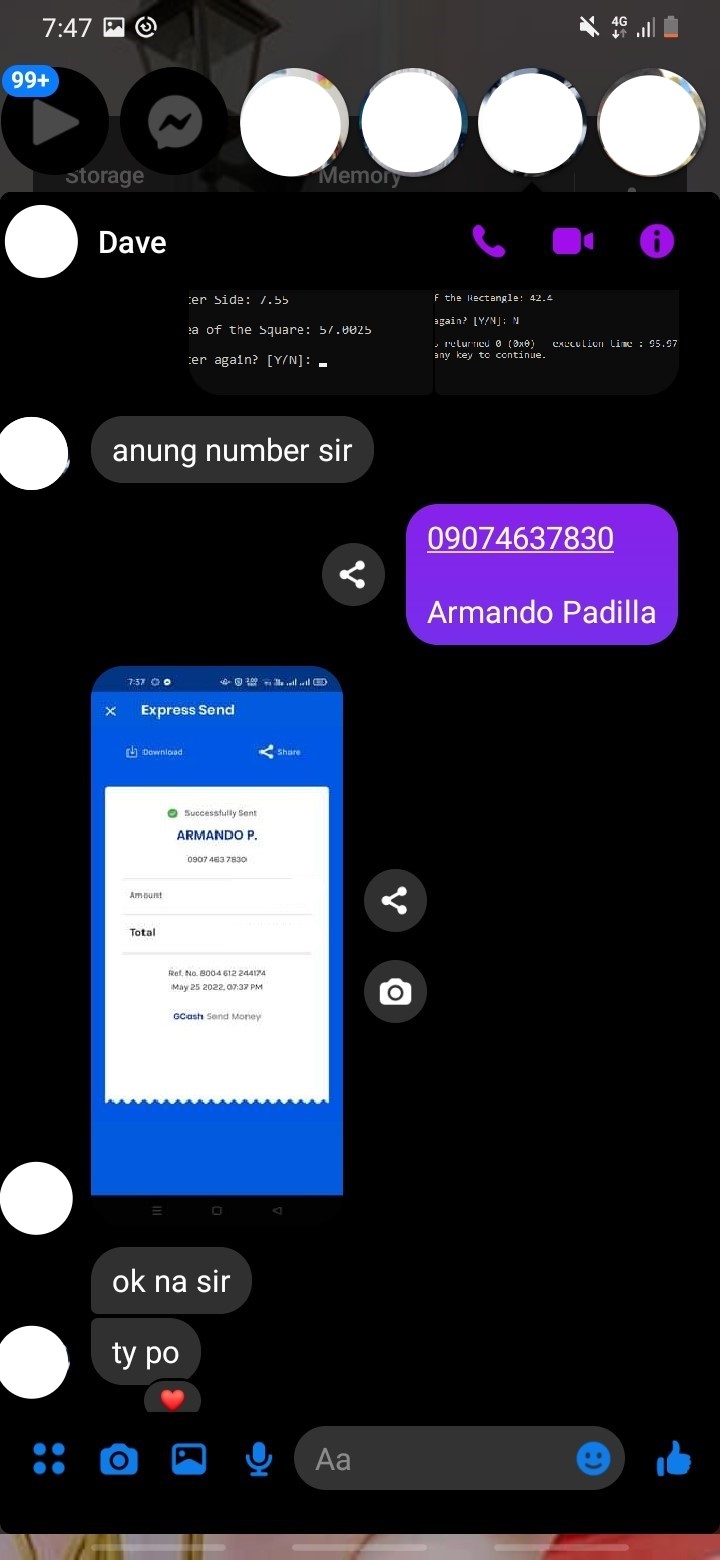 7:47
4G
99+
Storage
Memory
Dave
ter Side: 7.55
ea of the Square: 57.0025
ter again? [Y/N]:
f the Rectangle: 42.4
again? [Y/N]: N
s returned 0 (0x0) execution time : 95.97
any key to continue.
anung number sir
09074637830
Armando Padilla
7:37
Express Send
Download
Share
Successfully Sent
ARMANDO P.
0907 463 7830
Amount
Total
Ref. No. 8004 612 244174
May 25 2022, 07:37 PM
GCash Send Money
ok na sir
ty po
Aa